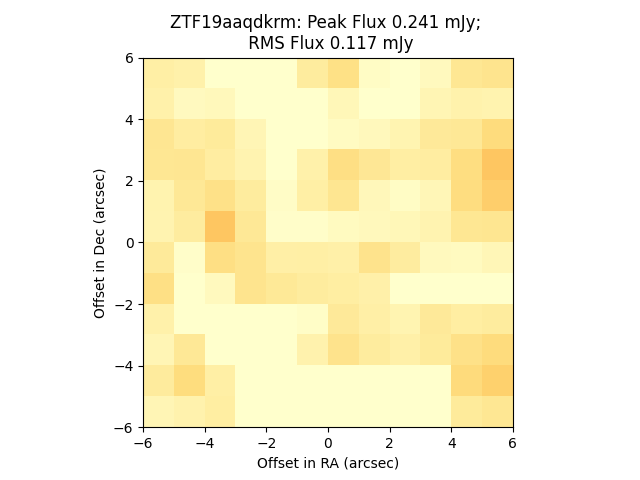 ZTF19aaqdkrm: Peak Flux 0.241 mJy;
RMS Flux 0.117 mJy
6
4
2
0
−2
−4
−6
Offset in Dec (arcsec)
−6 −4 −2 0 2 4 6
Offset in RA (arcsec)